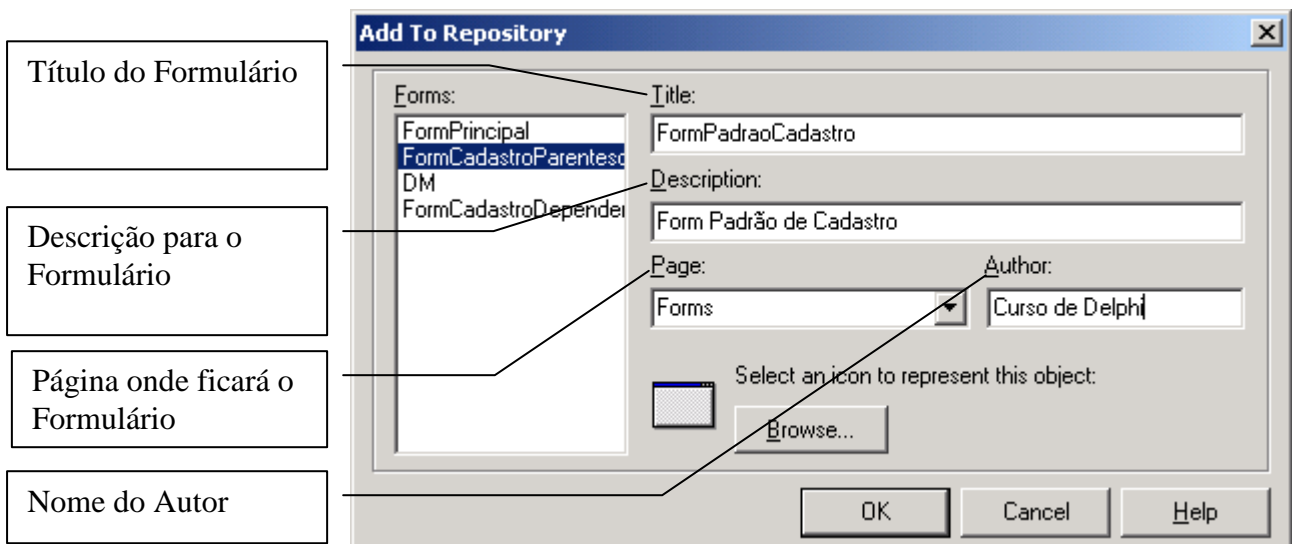 Título do Formulário
Descrição para o
Formulário
Página onde ficará o
Formulário
Nome do Autor
Add To Repository
Forms:
FormPrincipal
FormCadastroParentesc
DM
FormCadastroDepender
Title:
FormPadraoCadastro
Description:
Form Padrão de Cadastro
Page:
Forms
Author:
Curso de Delphi
Select an icon to represent this object:
Browse...
OK
Cancel
Help